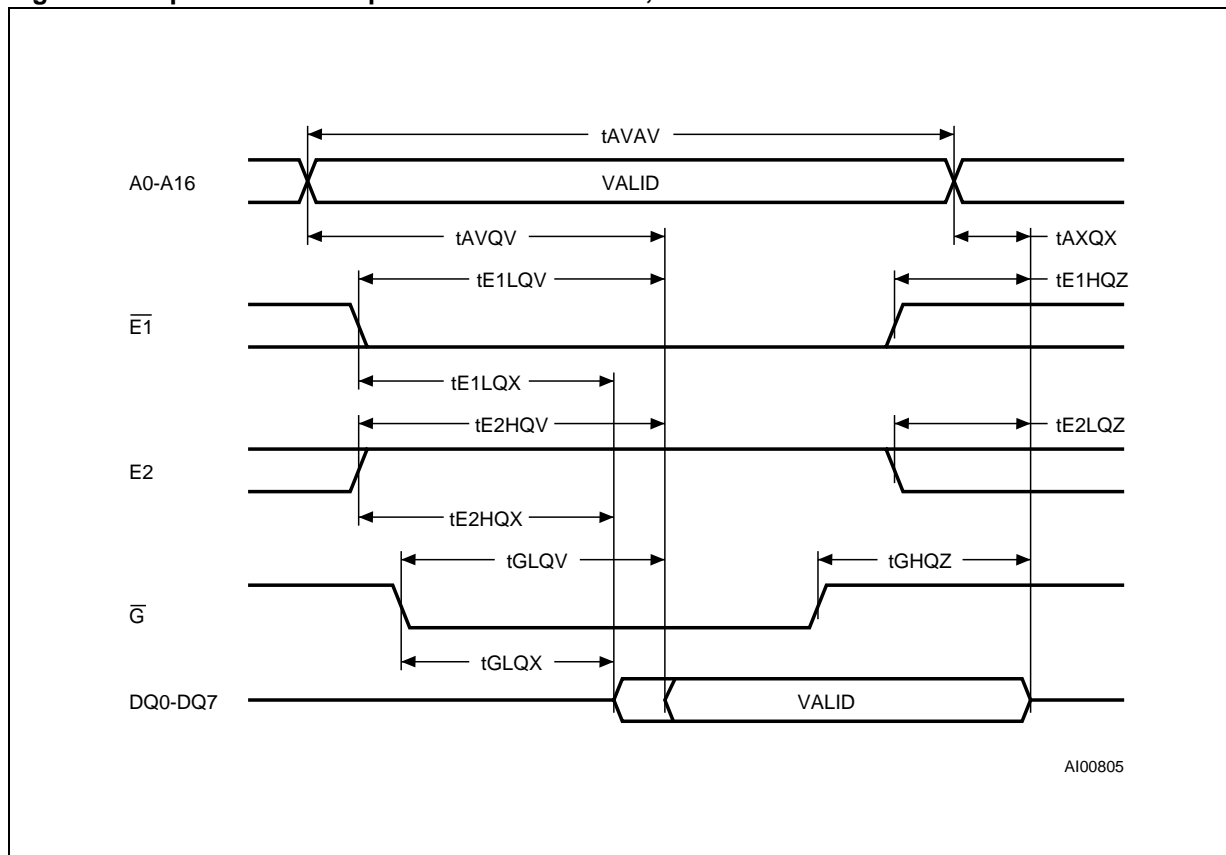 tAVAV
A0-A16
VALID
tAVQV
tAXQX
tE1LQV
tE1HQZ
E1
tE1LQX
tE2HQV
tE2LQZ
E2
tE2HQX
tGLQV
tGHQZ
G
tGLQX
DQ0-DQ7
VALID
AI00805